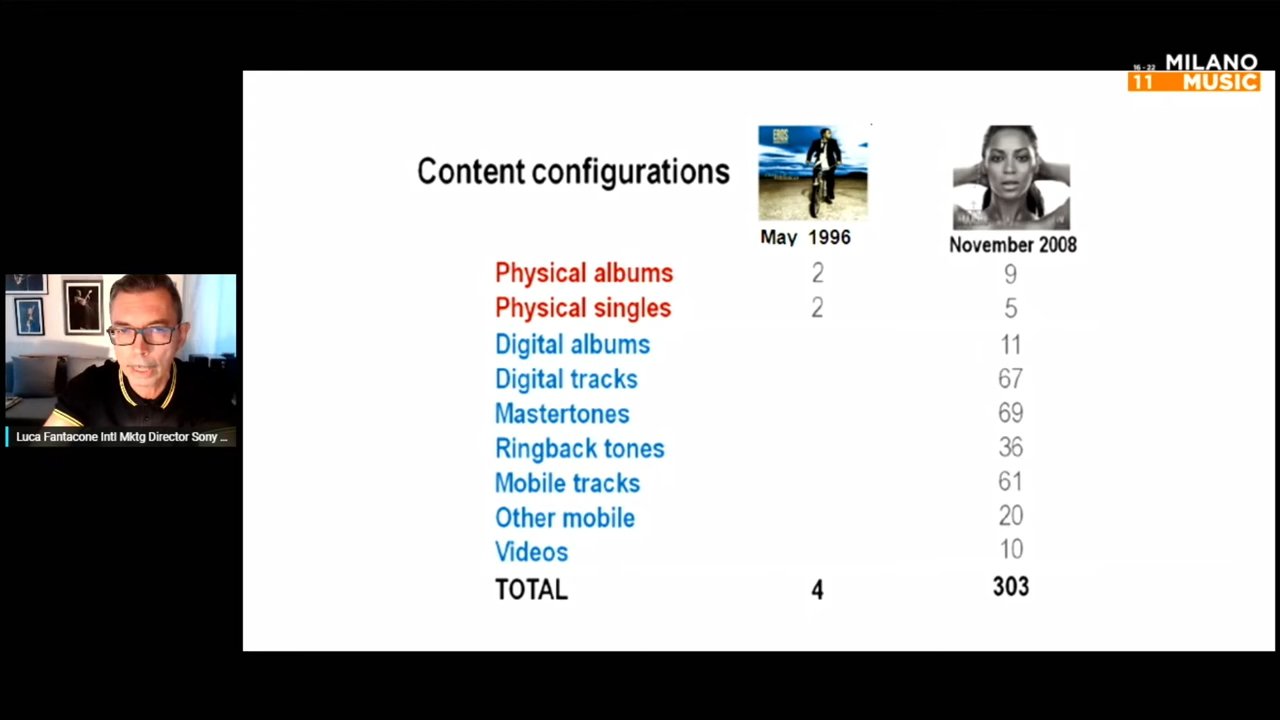 16 - 22 MILANO
11 MUSIC
EROS
Content configurations
May 1996
November 2008
Physical albums 2 9
Physical singles 2 5
Digital albums 11
Digital tracks 67
Mastertones 69
Ringback tones 36
Mobile tracks 61
Other mobile 20
Videos 10
TOTAL 4 303
Luca Fantacone Intl Mktg Director Sony ...